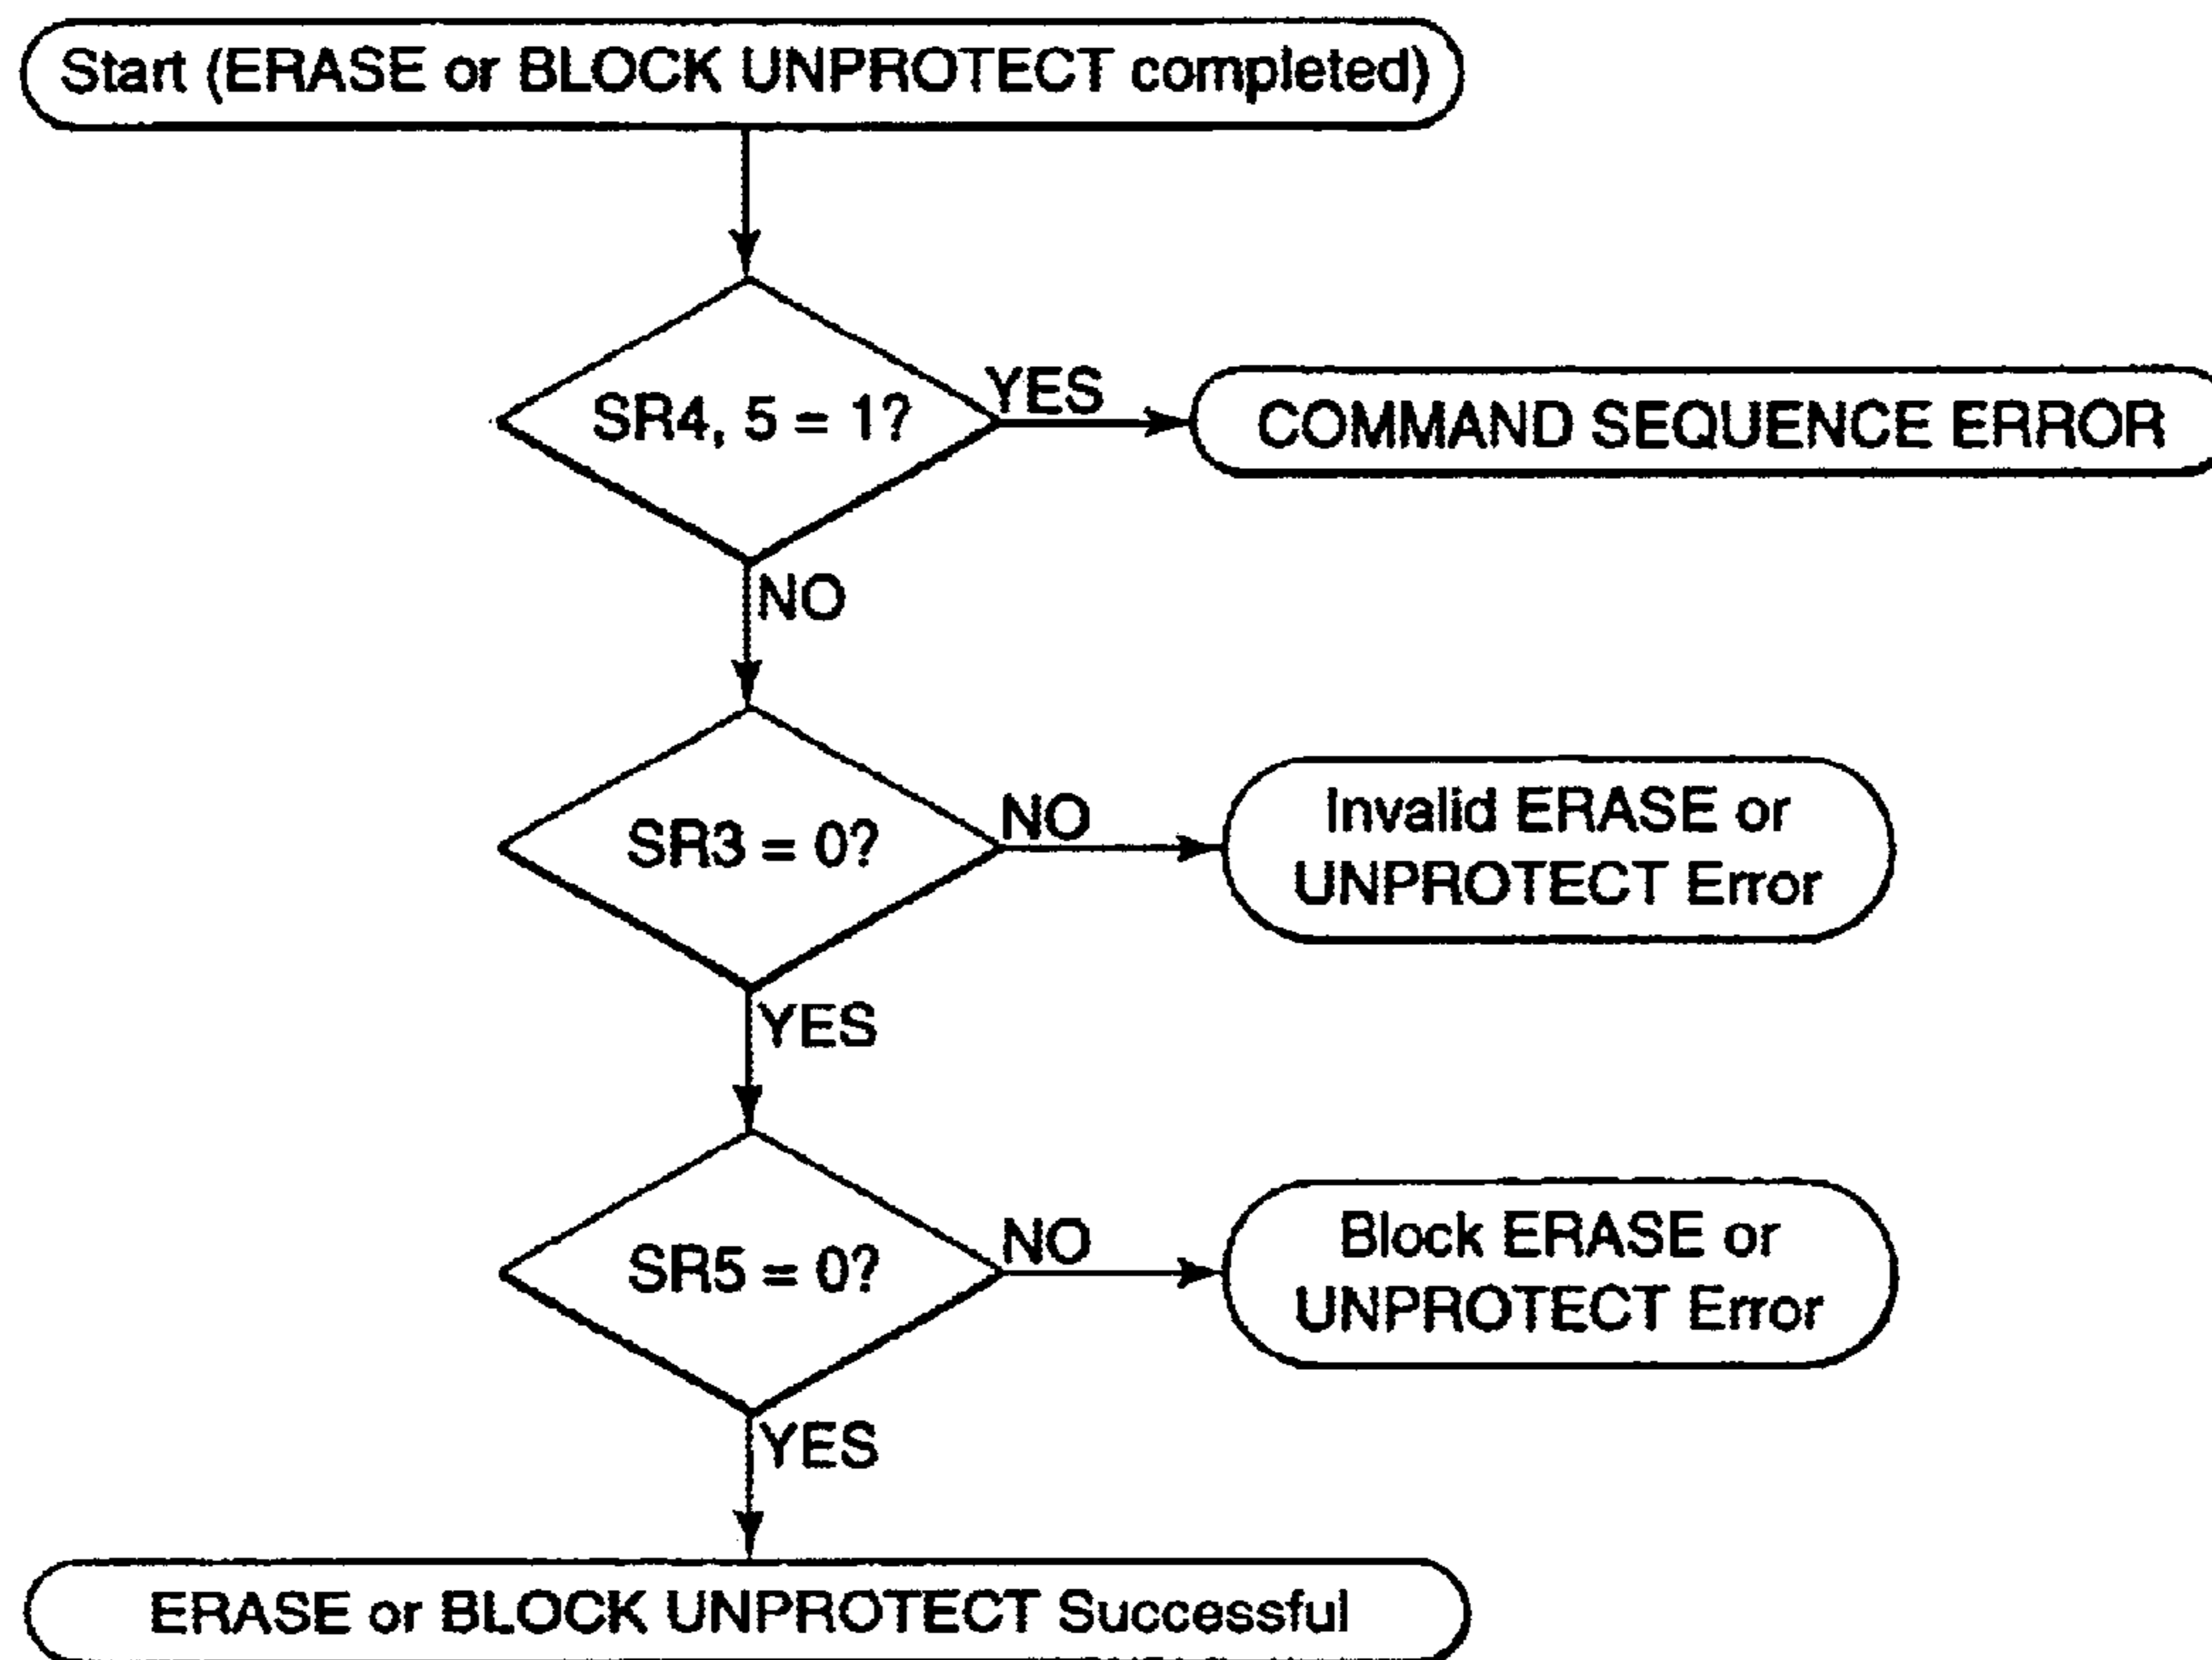 Start (ERASE or BLOCK UNPROTECT completed)
SR4, 5 = 1?
YES
COMMAND SEQUENCE ERROR
NO
SR3 = 0?
NO
Invalid ERASE or
UNPROTECT Error
YES
SR5 = 0?
NO
Block ERASE or
UNPROTECT Error
YES
ERASE or BLOCK UNPROTECT Successful